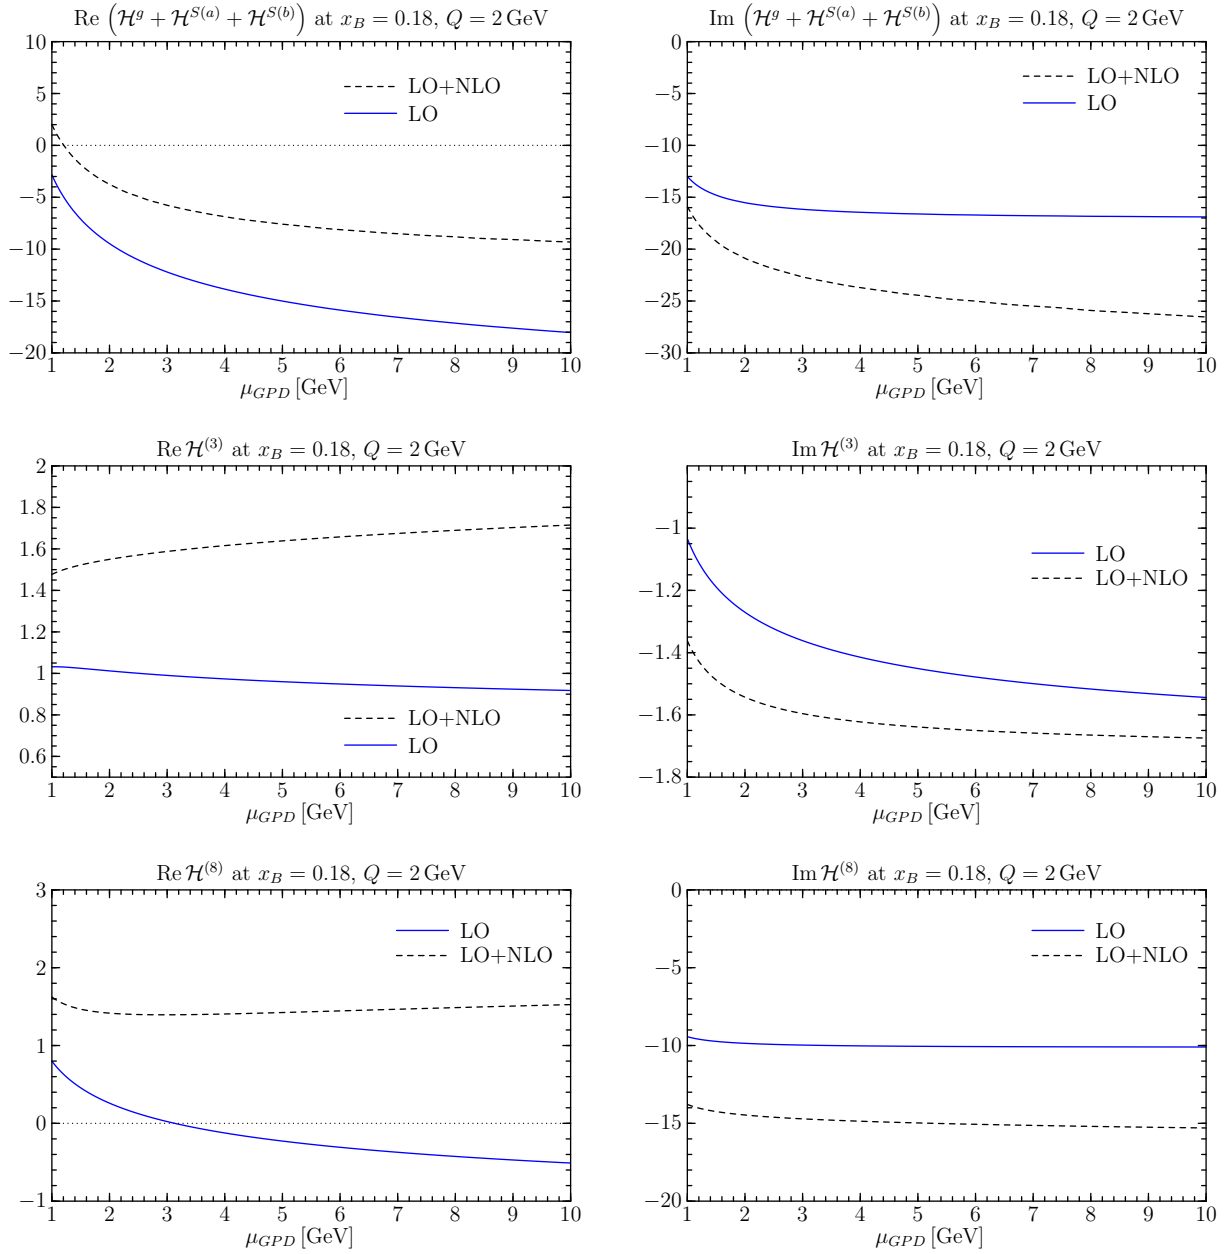 Re (𝓗^g + 𝓗^{S(a)} + 𝓗^{S(b)}) at x_B = 0.18, Q = 2 GeV
10
5
0
−5
−10
−15
−20
LO+NLO
LO
1 2 3 4 5 6 7 8 9 10
μ_GPD [GeV]
Im (𝓗^g + 𝓗^{S(a)} + 𝓗^{S(b)}) at x_B = 0.18, Q = 2 GeV
0
−5
−10
−15
−20
−25
−30
LO+NLO
LO
1 2 3 4 5 6 7 8 9 10
μ_GPD [GeV]
Re 𝓗^{(3)} at x_B = 0.18, Q = 2 GeV
2
1.8
1.6
1.4
1.2
1
0.8
0.6
LO+NLO
LO
1 2 3 4 5 6 7 8 9 10
μ_GPD [GeV]
Im 𝓗^{(3)} at x_B = 0.18, Q = 2 GeV
−1
−1.2
−1.4
−1.6
−1.8
LO
LO+NLO
1 2 3 4 5 6 7 8 9 10
μ_GPD [GeV]
Re 𝓗^{(8)} at x_B = 0.18, Q = 2 GeV
3
2
1
0
−1
LO
LO+NLO
1 2 3 4 5 6 7 8 9 10
μ_GPD [GeV]
Im 𝓗^{(8)} at x_B = 0.18, Q = 2 GeV
0
−5
−10
−15
−20
LO
LO+NLO
1 2 3 4 5 6 7 8 9 10
μ_GPD [GeV]